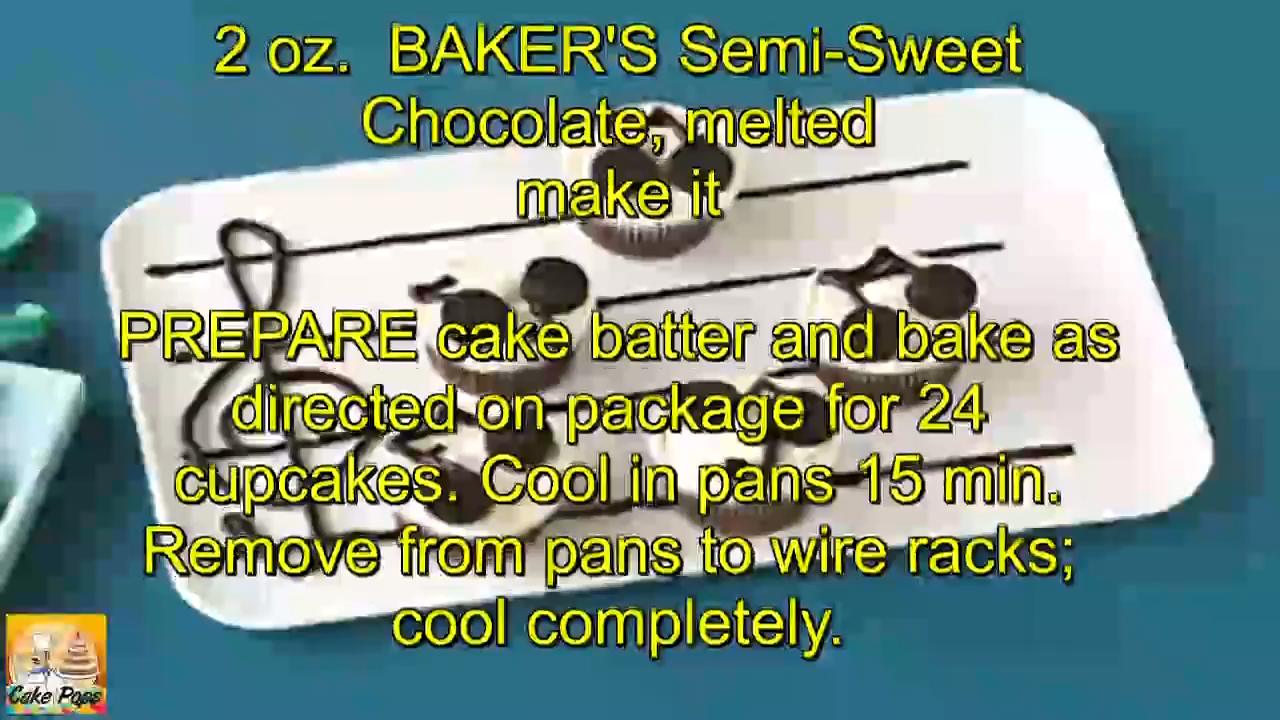 2 oz.  BAKER'S Semi-Sweet
Chocolate, melted
make it
PREPARE cake batter and bake as
directed on package for 24
cupcakes. Cool in pans 15 min.
Remove from pans to wire racks;
cool completely.
Cake Pops